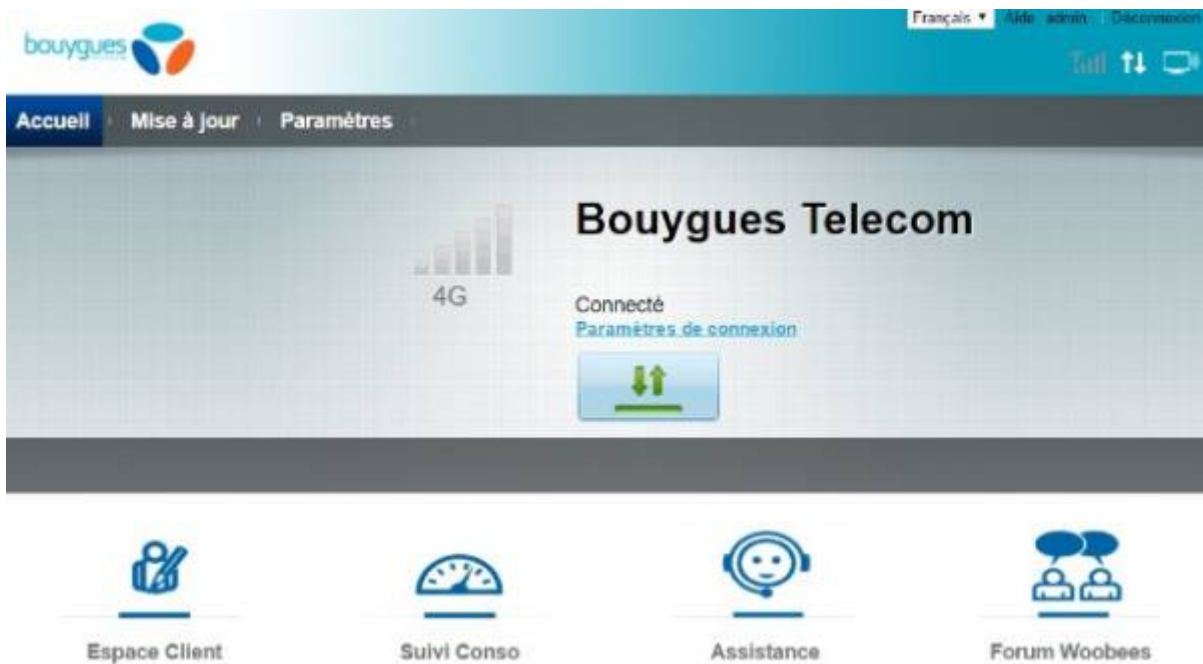 Français Aide admin Déconnexion
bouygues
Accueil Mise à jour Paramètres
Bouygues Telecom
4G
Connecté
Paramètres de connexion
Espace Client Suivi Conso Assistance Forum Woobees